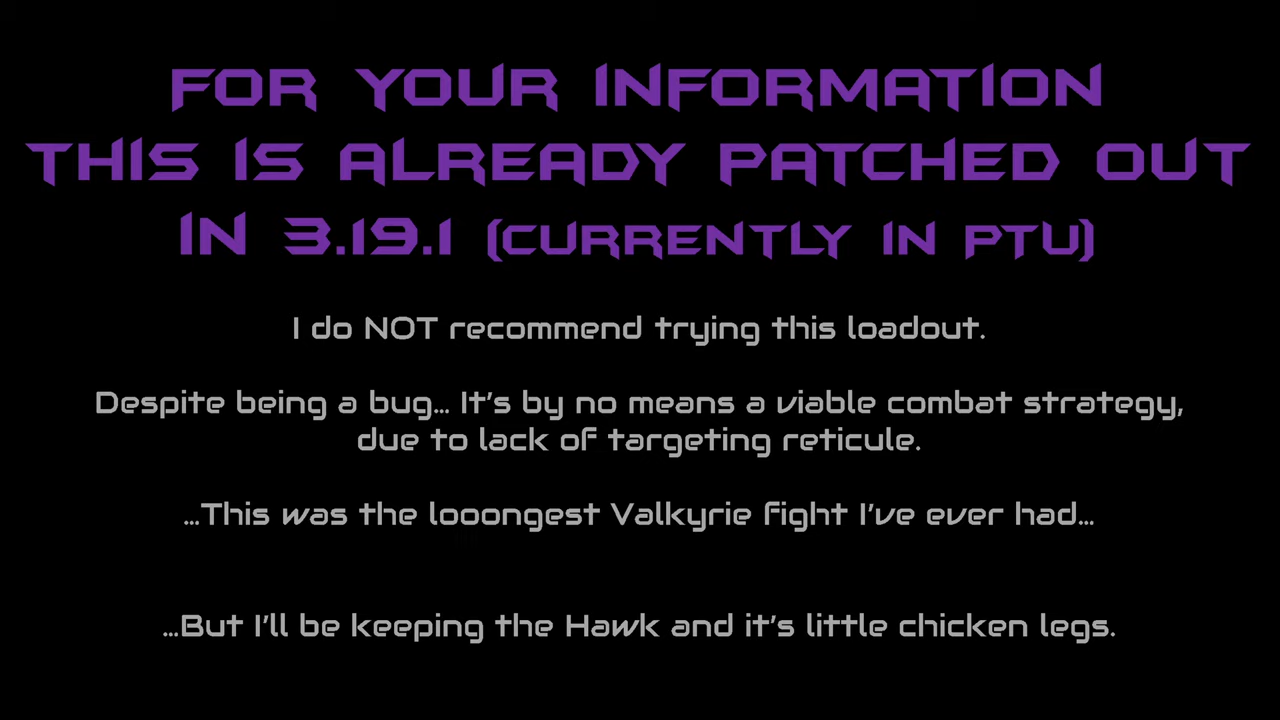 FOR YOUR INFORMATION
THIS IS ALREADY PATCHED OUT
IN 3.19.1 (CURRENTLY IN PTU)
I do NOT recommend trying this loadout.
Despite being a bug... It's by no means a viable combat strategy,
due to lack of targeting reticule.
...This was the looongest Valkyrie fight I've ever had...
...But I'll be keeping the Hawk and it's little chicken legs.